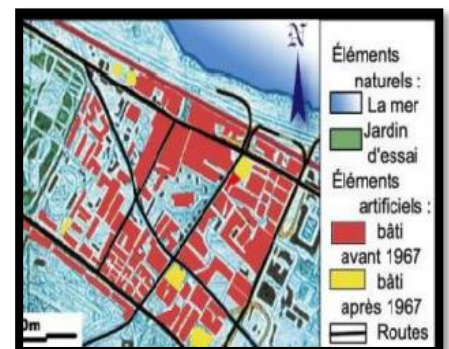 N
Éléments
naturels :
La mer
Jardin
d'essai
Éléments
artificiels :
bâti
avant 1967
bâti
après 1967
Routes
0m